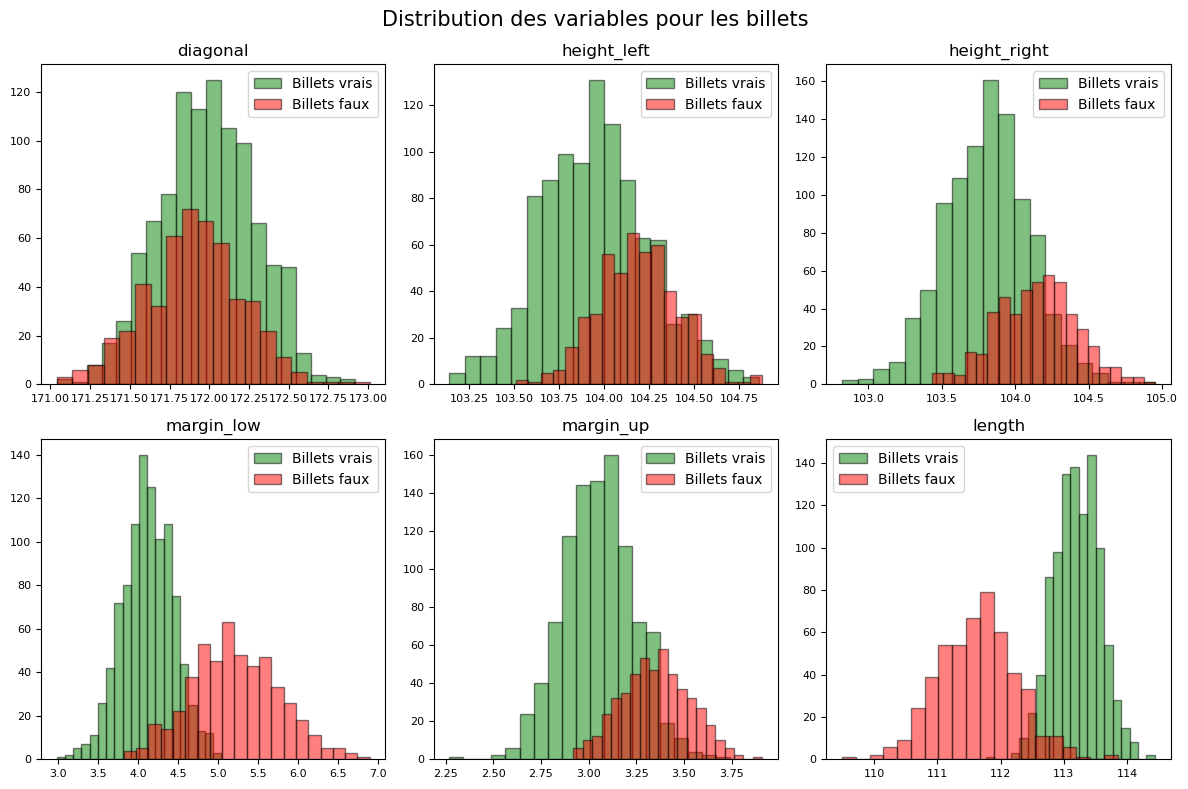 Distribution des variables pour les billets
diagonal
Billets vrais
Billets faux
120
100
80
60
40
20
0
171.00 171.25 171.50 171.75 172.00 172.25 172.50 172.75 173.00
height_left
Billets vrais
Billets faux
120
100
80
60
40
20
0
103.25 103.50 103.75 104.00 104.25 104.50 104.75
height_right
Billets vrais
Billets faux
160
140
120
100
80
60
40
20
0
103.0 103.5 104.0 104.5 105.0
margin_low
Billets vrais
Billets faux
140
120
100
80
60
40
20
0
3.0 3.5 4.0 4.5 5.0 5.5 6.0 6.5 7.0
margin_up
Billets vrais
Billets faux
160
140
120
100
80
60
40
20
0
2.25 2.50 2.75 3.00 3.25 3.50 3.75
length
Billets vrais
Billets faux
140
120
100
80
60
40
20
0
110 111 112 113 114